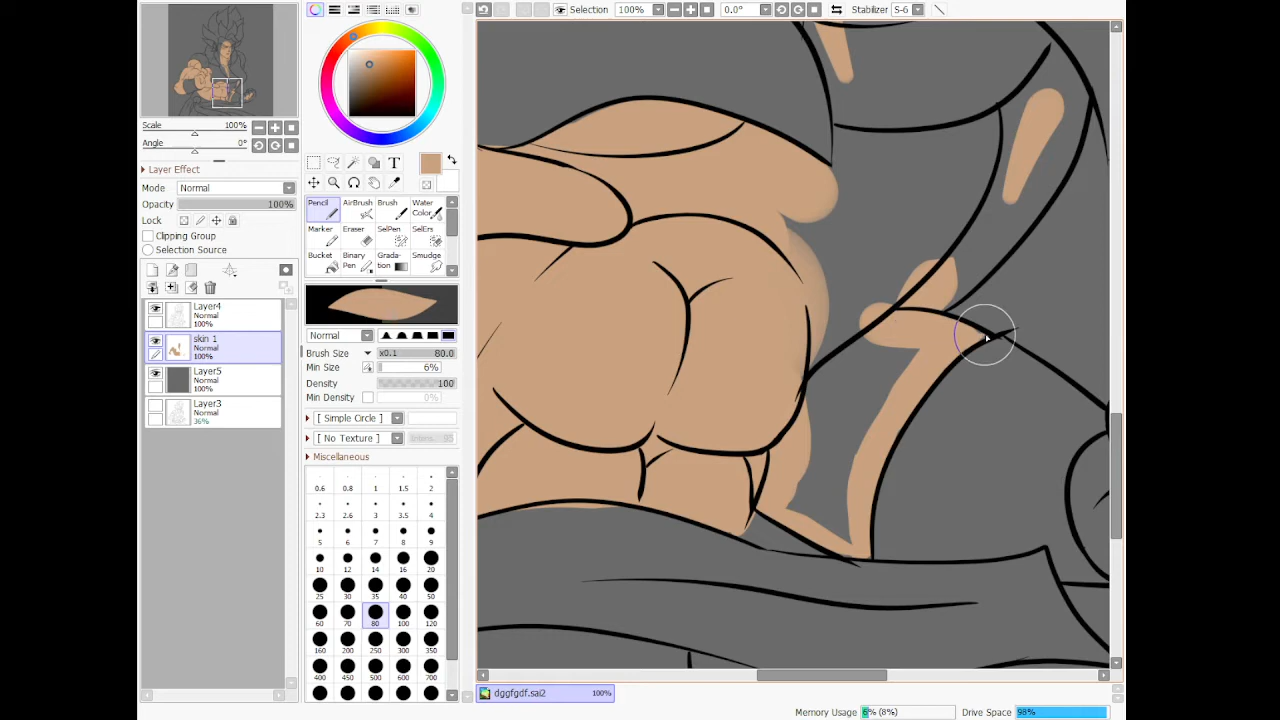 Selection 100% 0.0° Stabilizer S-6
Scale 100%
Angle 0°
Layer Effect
Mode Normal
Opacity 100%
Lock
Clipping Group
Selection Source
Layer4
Normal
100%
skin 1
Normal
100%
Layer5
Normal
100%
Layer3
Normal
36%
T
Pencil AirBrush Brush Water Color
Marker Eraser SelPen SelErs
Bucket Binary Pen Grada-tion Smudge
Normal
Brush Size x0.1 80.0
Min Size 6%
Density 100
Min Density 0%
[ Simple Circle ]
[ No Texture ]
Miscellaneous
0.6 0.8 1 1.5 2
2.3 2.6 3 3.5 4
5 6 7 8 9
10 12 14 16 20
25 30 35 40 50
60 70 80 100 120
160 200 250 300 350
400 450 500 600 700
dggfgdf.sai2 100%
Memory Usage 6% (8%) Drive Space 98%